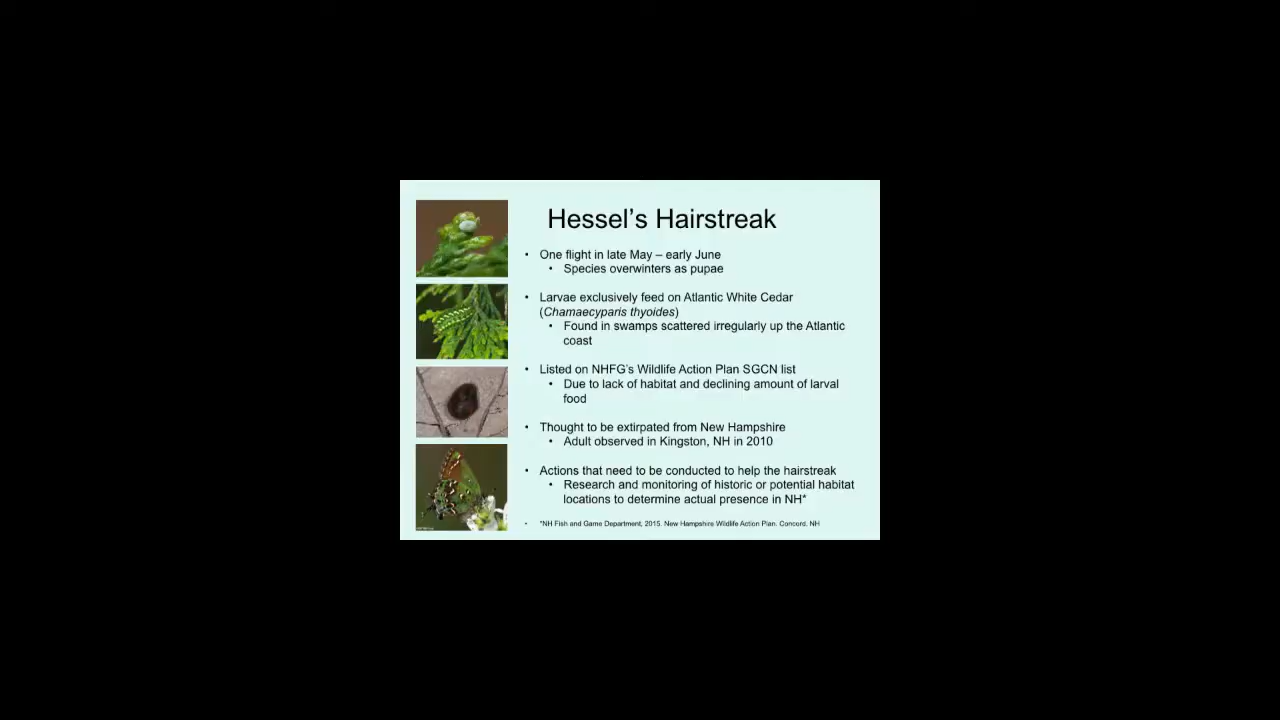 Hessel’s Hairstreak
• One flight in late May – early June
• Species overwinters as pupae
• Larvae exclusively feed on Atlantic White Cedar
(Chamaecyparis thyoides)
• Found in swamps scattered irregularly up the Atlantic
coast
• Listed on NHFG’s Wildlife Action Plan SGCN list
• Due to lack of habitat and declining amount of larval
food
• Thought to be extirpated from New Hampshire
• Adult observed in Kingston, NH in 2010
• Actions that need to be conducted to help the hairstreak
• Research and monitoring of historic or potential habitat
locations to determine actual presence in NH*
• *NH Fish and Game Department, 2015. New Hampshire Wildlife Action Plan. Concord. NH